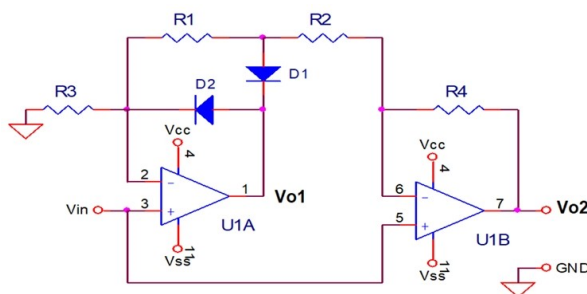 R1
R2
R3
D1
D2
R4
Vcc
4
2
1
Vo1
Vin
3
U1A
11
Vss
Vcc
4
6
7
Vo2
5
U1B
11
Vss
GND